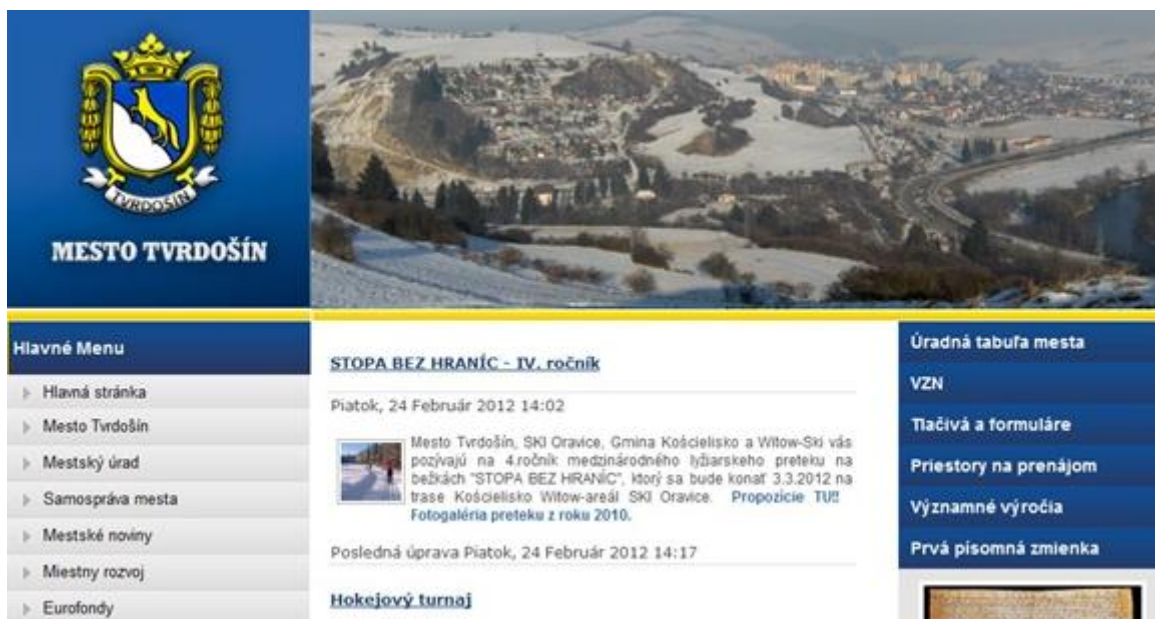 TVRDOŠÍN
MESTO TVRDOŠÍN
Hlavné Menu
Hlavná stránka
Mesto Tvrdošín
Mestský úrad
Samospráva mesta
Mestské noviny
Miestny rozvoj
Eurofondy
STOPA BEZ HRANÍC - IV. ročník
Piatok, 24 Február 2012 14:02
Mesto Tvrdošín, SKI Oravice, Gmina Kościelisko a Witow-Ski vás
pozývajú na 4.ročník medzinárodného lyžiarskeho preteku na
bežkách "STOPA BEZ HRANÍC", ktorý sa bude konať 3.3.2012 na
trase Kościelisko Witow-areál SKI Oravice. Propozície TU!!
Fotogaléria preteku z roku 2010.
Posledná úprava Piatok, 24 Február 2012 14:17
Hokejový turnaj
Úradná tabuľa mesta
VZN
Tlačivá a formuláre
Priestory na prenájom
Významné výročia
Prvá písomná zmienka